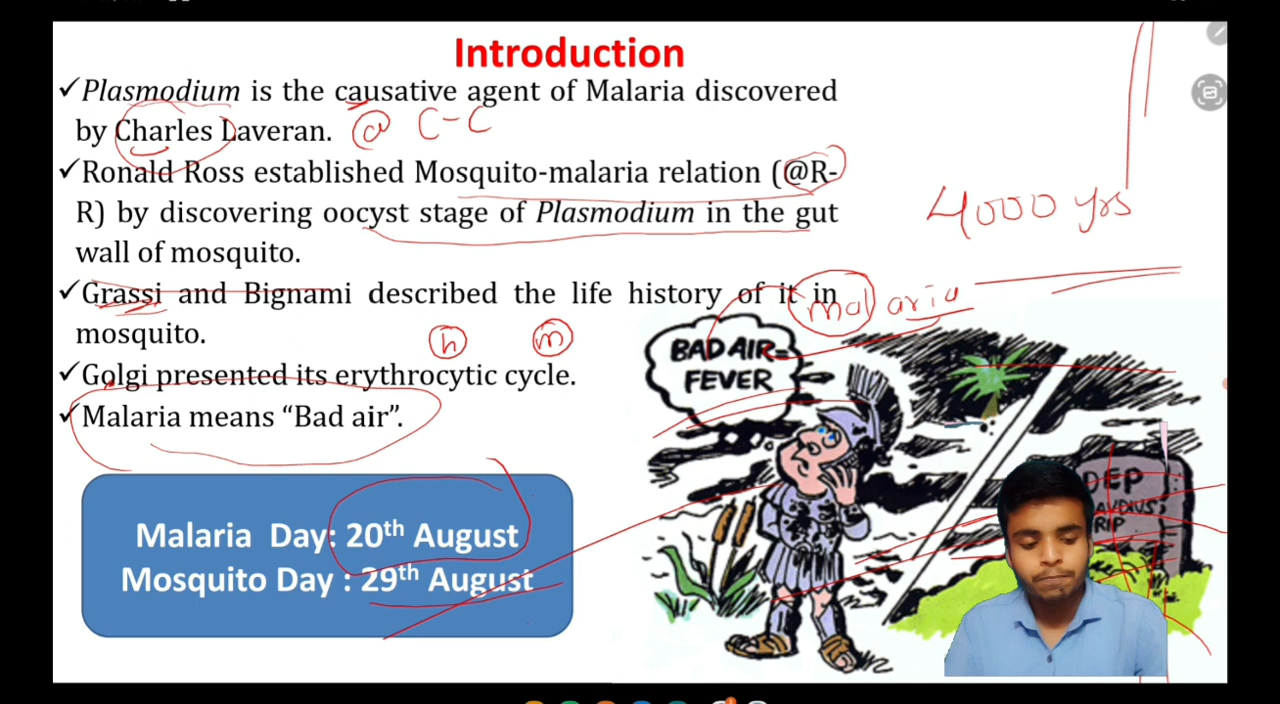 Introduction
✓Plasmodium is the causative agent of Malaria discovered
by Charles Laveran. @ C-C
✓Ronald Ross established Mosquito-malaria relation (@R-
R) by discovering oocyst stage of Plasmodium in the gut
wall of mosquito.
4000 yrs
✓Grassi and Bignami described the life history of it in
mosquito.
malaria
h m
✓Golgi presented its erythrocytic cycle.
✓Malaria means “Bad air”.
BAD AIR=
FEVER
Malaria Day: 20th August
Mosquito Day : 29th August
DEP
RIP